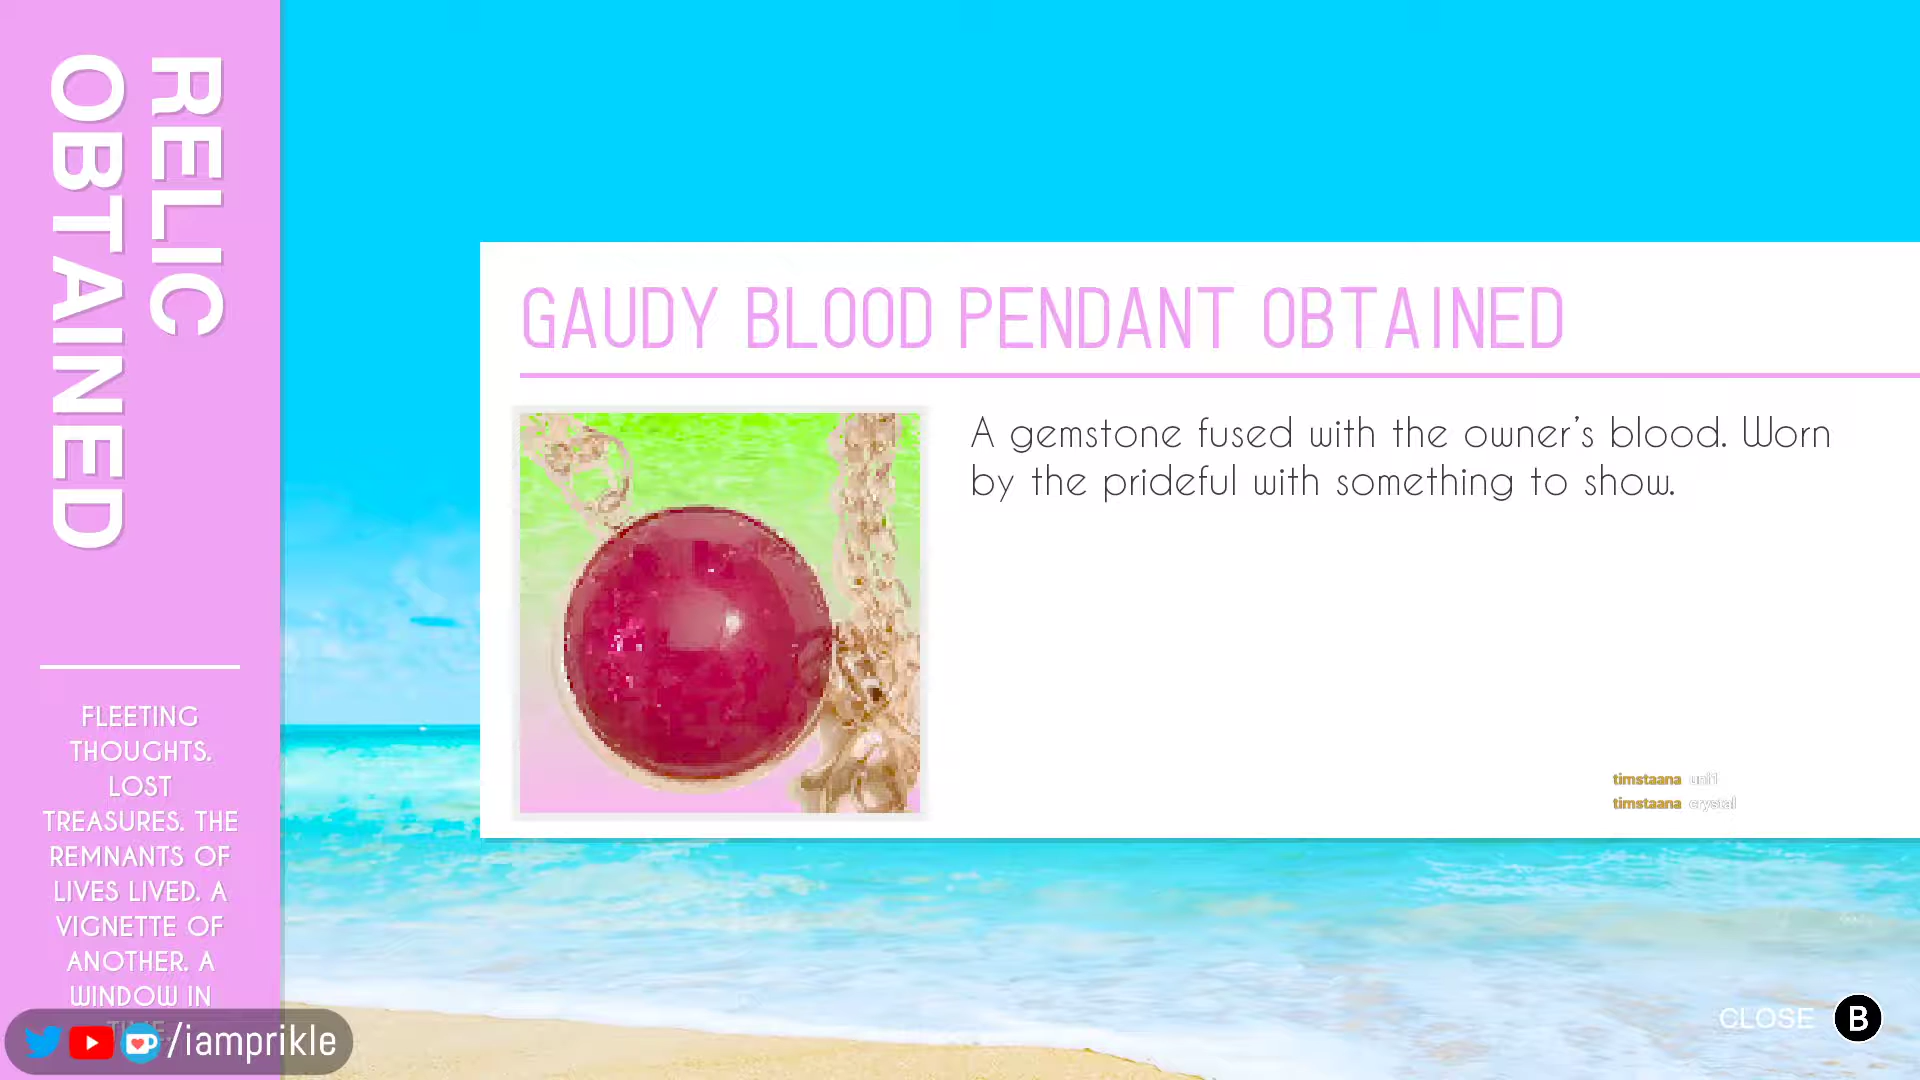 RELIC
OBTAINED
FLEETING
THOUGHTS.
LOST
TREASURES. THE
REMNANTS OF
LIVES LIVED. A
VIGNETTE OF
ANOTHER. A
WINDOW IN
TIME.
/iamprikle
GAUDY BLOOD PENDANT OBTAINED
A gemstone fused with the owner's blood. Worn
by the prideful with something to show.
timstaana
timstaana crystal
CLOSE B